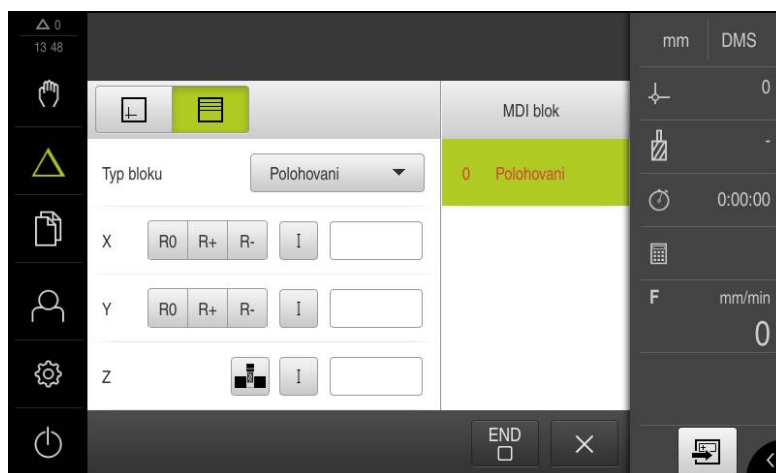 0
13 48
mm DMS
0
MDI blok
Typ bloku Polohovani
0 Polohovani
-
0:00:00
X R0 R+ R- I
Y R0 R+ R- I
F mm/min
0
Z I
END